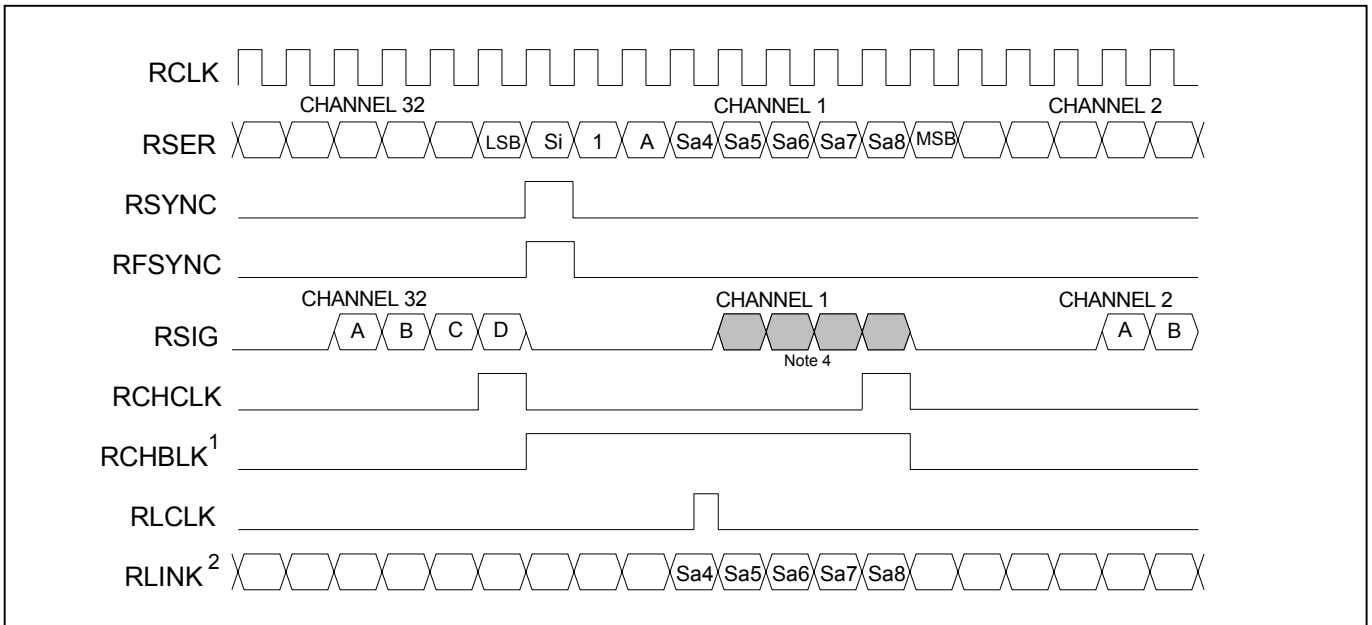 RCLK
CHANNEL 32 CHANNEL 1 CHANNEL 2
RSER LSB Si 1 A Sa4 Sa5 Sa6 Sa7 Sa8 MSB
RSYNC
RFSYNC
CHANNEL 32 CHANNEL 1 CHANNEL 2
RSIG A B C D A B
Note 4
RCHCLK
RCHBLK1
RLCLK
RLINK2 Sa4 Sa5 Sa6 Sa7 Sa8